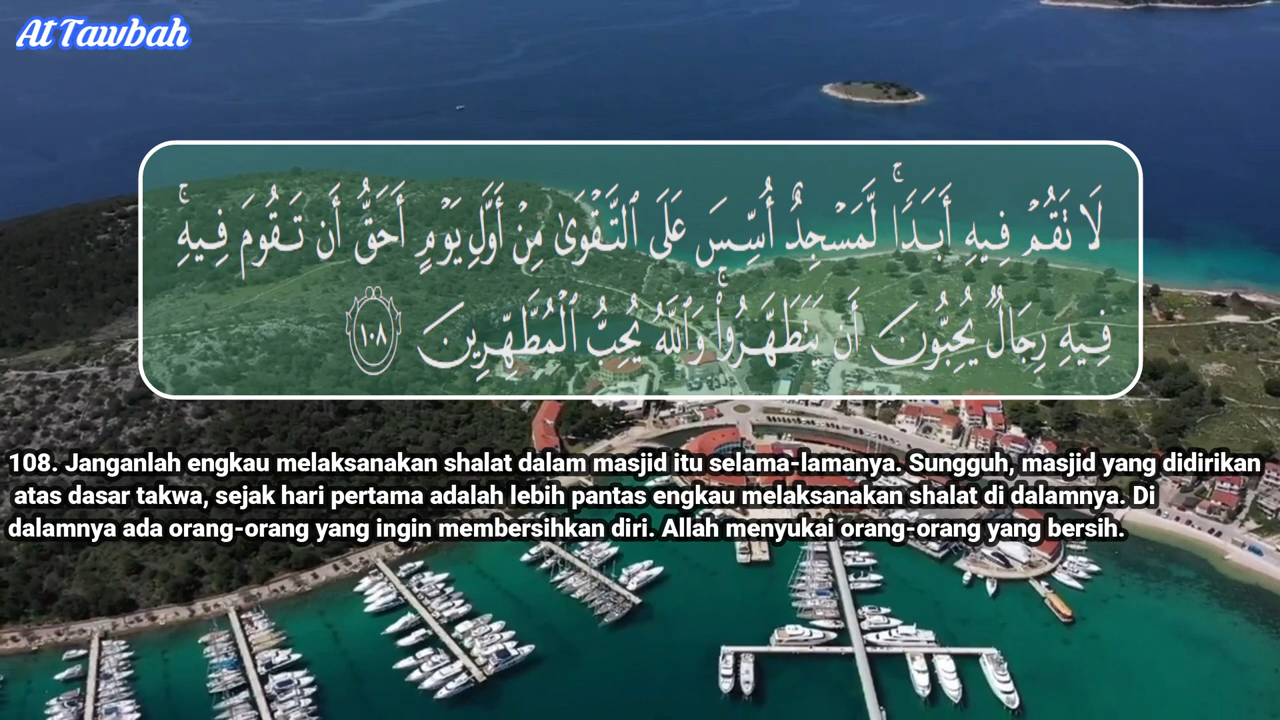 At Tawbah
لَا تَقُمْ فِيهِ أَبَدًاۚ لَّمَسْجِدٌ أُسِّسَ عَلَى ٱلتَّقْوَىٰ مِنْ أَوَّلِ يَوْمٍ أَحَقُّ أَن تَقُومَ فِيهِۚ
فِيهِ رِجَالٌ يُحِبُّونَ أَن يَتَطَهَّرُواْۚ وَٱللَّهُ يُحِبُّ ٱلْمُطَّهِّرِينَ ١٠٨
108. Janganlah engkau melaksanakan shalat dalam masjid itu selama-lamanya. Sungguh, masjid yang didirikan
atas dasar takwa, sejak hari pertama adalah lebih pantas engkau melaksanakan shalat di dalamnya. Di
dalamnya ada orang-orang yang ingin membersihkan diri. Allah menyukai orang-orang yang bersih.